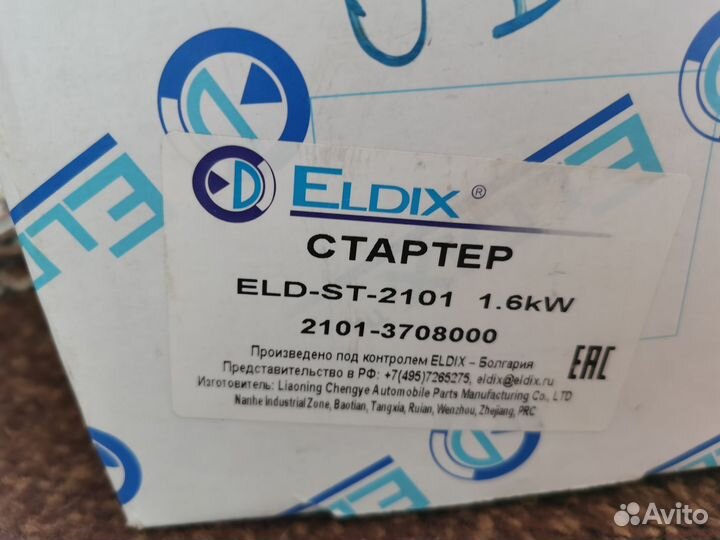 ELDIX ®
СТАРТЕР
ELD-ST-2101 1.6kW
2101-3708000
Произведено под контролем ELDIX – Болгария
Представительство в РФ: +7(495)7265275, eldix@eldix.ru
Изготовитель: Liaoning Chengye Automobile Parts Manufacturing Co., LTD
Nanhe Industrial Zone, Baotian, Tangxia, Ruian, Wenzhou, Zhejiang, PRC
EAC
Avito